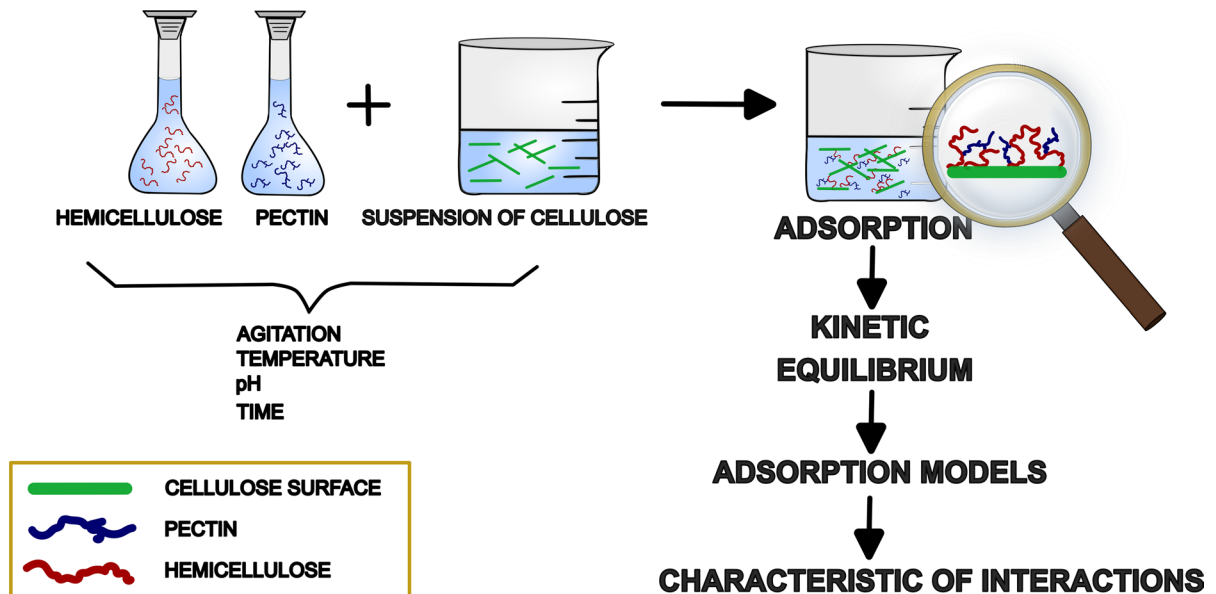 HEMICELLULOSE
PECTIN
SUSPENSION OF CELLULOSE
AGITATION
TEMPERATURE
pH
TIME
ADSORPTION
KINETIC
EQUILIBRIUM
ADSORPTION MODELS
CHARACTERISTIC OF INTERACTIONS
CELLULOSE SURFACE
PECTIN
HEMICELLULOSE